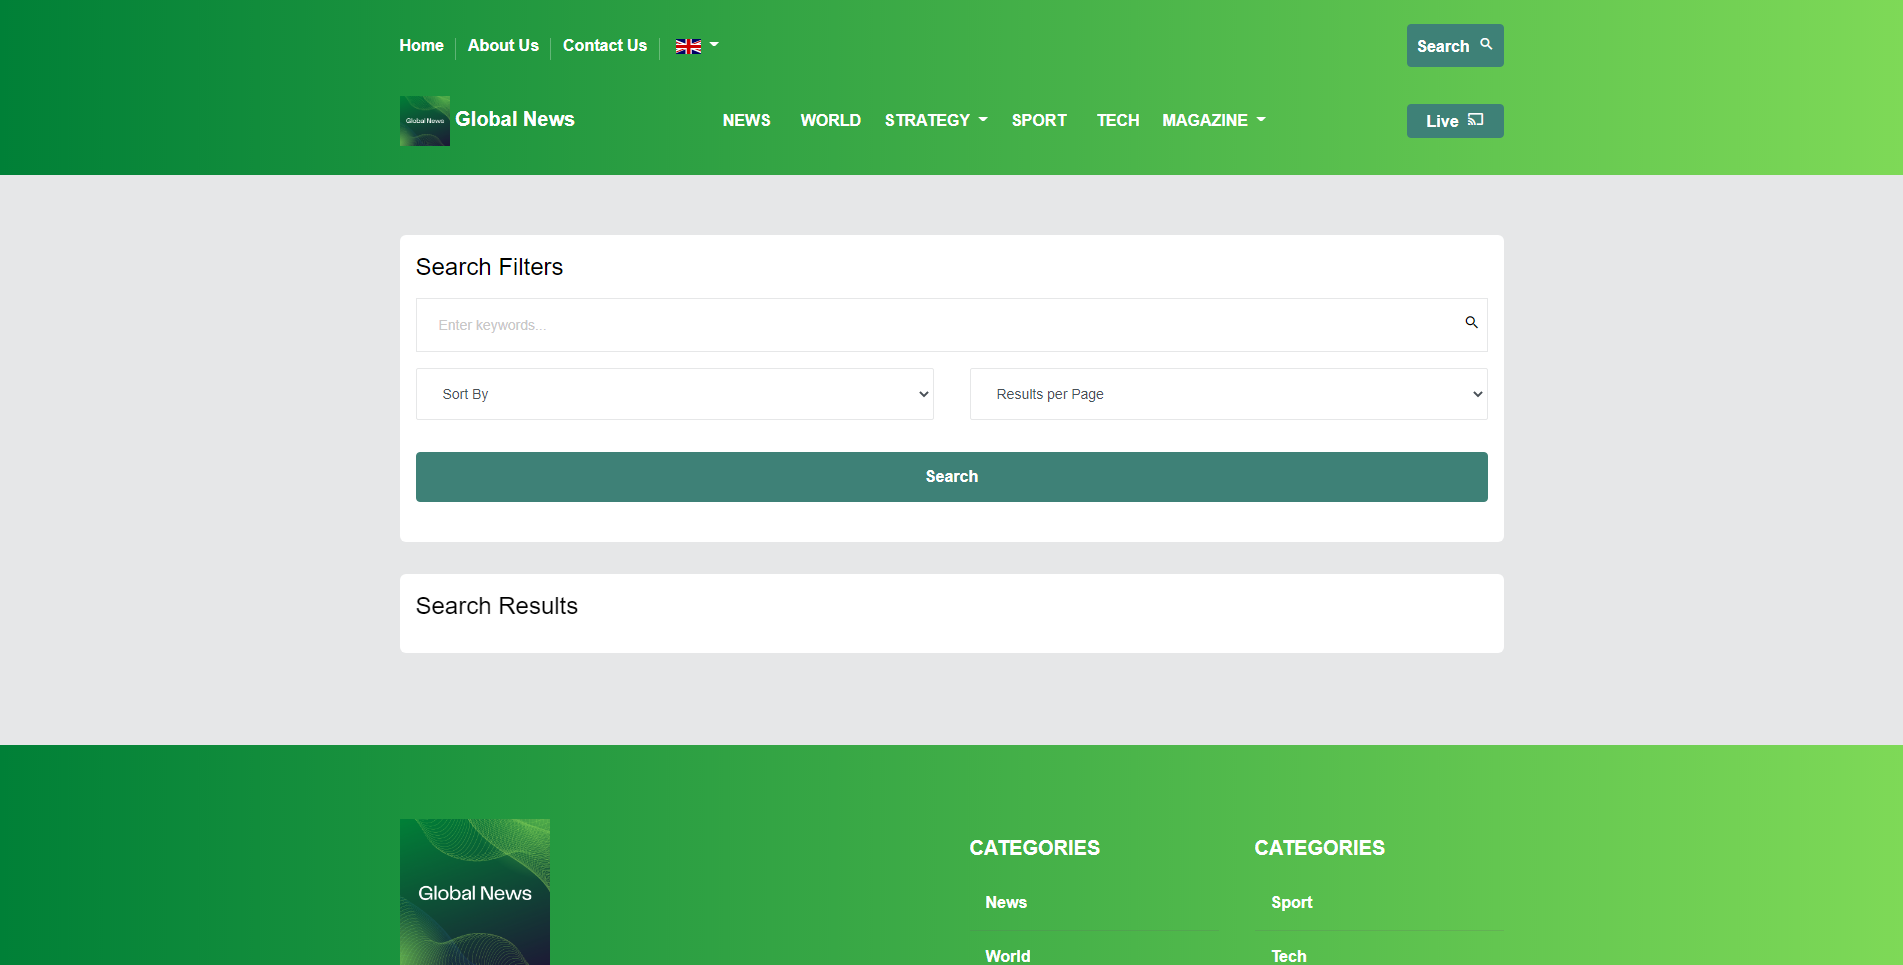 Home About Us Contact Us Search
Global News Global News NEWS WORLD STRATEGY SPORT TECH MAGAZINE Live
Search Filters
Enter keywords...
Sort By Results per Page
Search
Search Results
Global News
CATEGORIES CATEGORIES
News Sport
World Tech